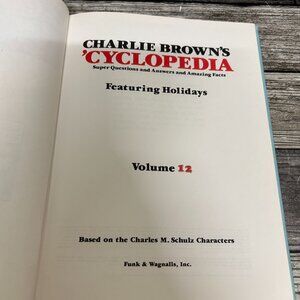 CHARLIE BROWN'S
'CYCLOPEDIA
Super Questions and Answers and Amazing Facts
Featuring Holidays
Volume 12
Based on the Charles M. Schulz Characters
Funk & Wagnalls, Inc.